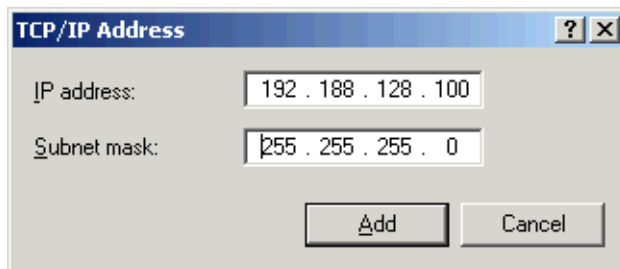 TCP/IP Address ? X
IP address: 192 . 188 . 128 . 100
Subnet mask: 255 . 255 . 255 . 0
Add Cancel